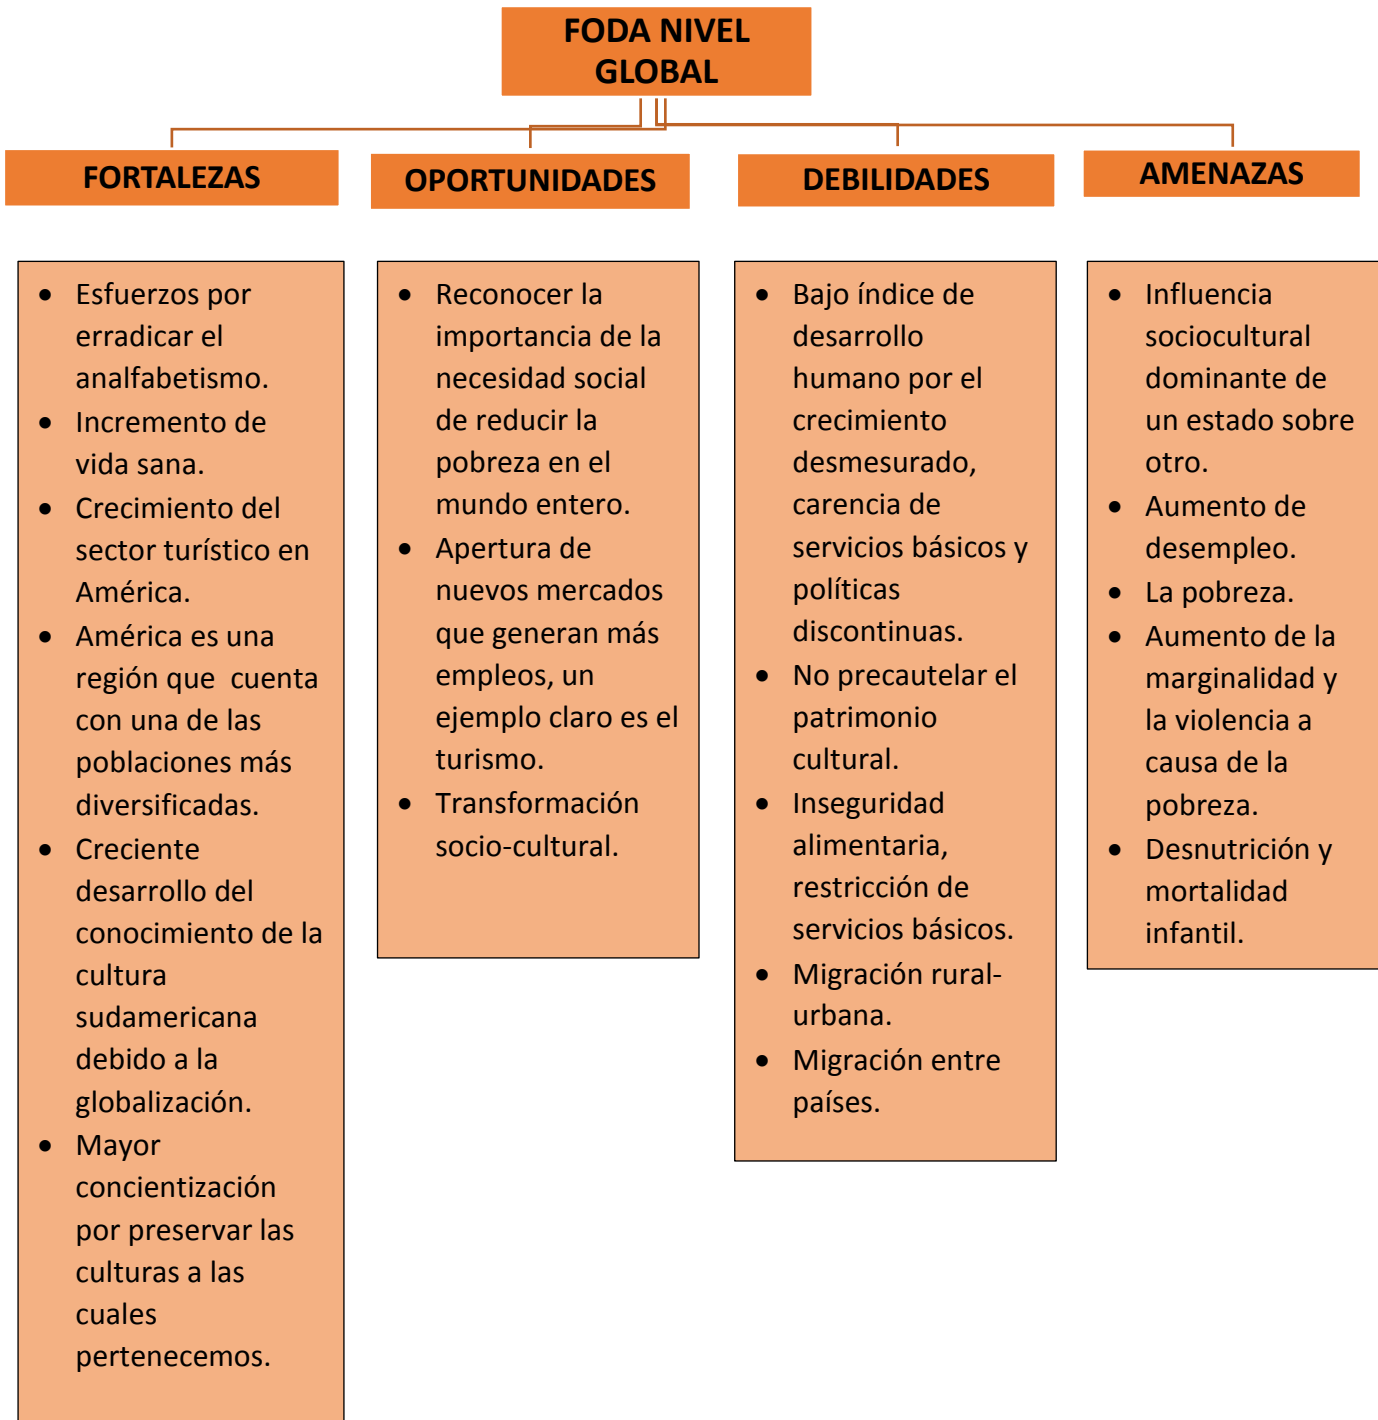 FODA NIVEL
GLOBAL
FORTALEZAS
OPORTUNIDADES
DEBILIDADES
AMENAZAS
• Esfuerzos por
erradicar el
analfabetismo.
• Incremento de
vida sana.
• Crecimiento del
sector turístico en
América.
• América es una
región que cuenta
con una de las
poblaciones más
diversificadas.
• Creciente
desarrollo del
conocimiento de la
cultura
sudamericana
debido a la
globalización.
• Mayor
concientización
por preservar las
culturas a las
cuales
pertenecemos.
• Reconocer la
importancia de la
necesidad social
de reducir la
pobreza en el
mundo entero.
• Apertura de
nuevos mercados
que generan más
empleos, un
ejemplo claro es el
turismo.
• Transformación
socio-cultural.
• Bajo índice de
desarrollo
humano por el
crecimiento
desmesurado,
carencia de
servicios básicos y
políticas
discontinuas.
• No precautelar el
patrimonio
cultural.
• Inseguridad
alimentaria,
restricción de
servicios básicos.
• Migración rural-
urbana.
• Migración entre
países.
• Influencia
sociocultural
dominante de
un estado sobre
otro.
• Aumento de
desempleo.
• La pobreza.
• Aumento de la
marginalidad y
la violencia a
causa de la
pobreza.
• Desnutrición y
mortalidad
infantil.